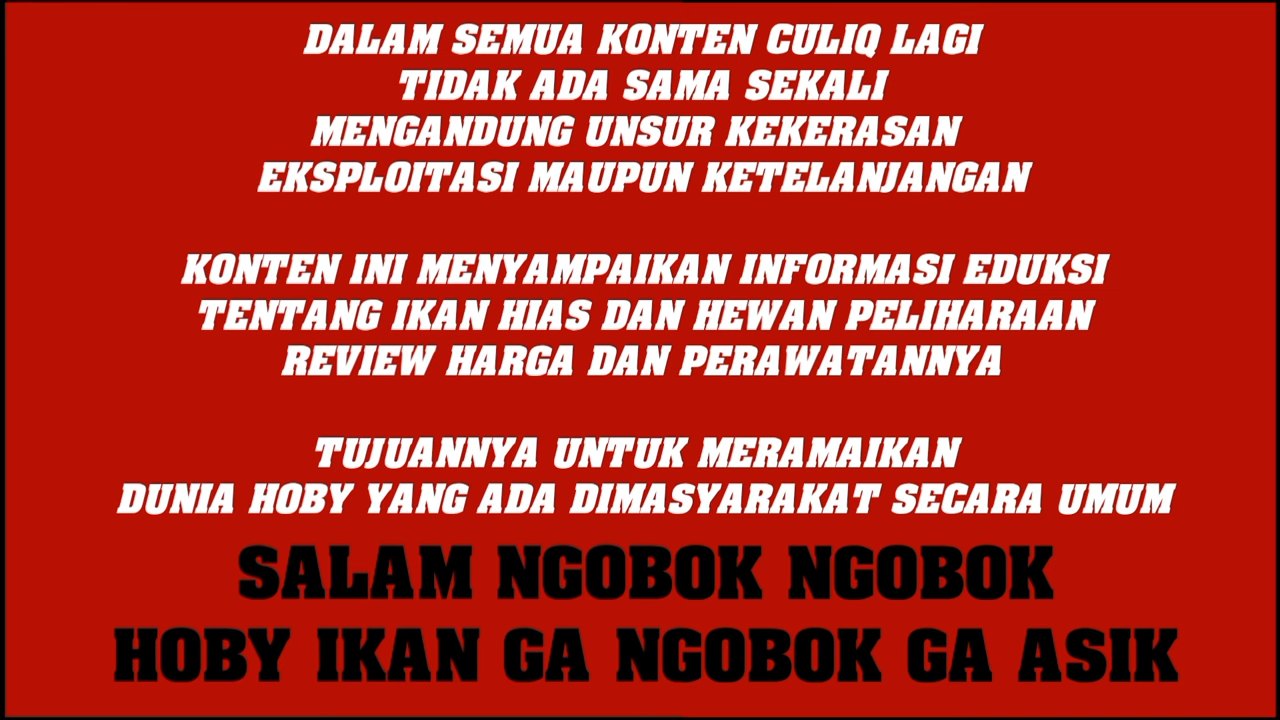 DALAM SEMUA KONTEN CULIQ LAGI
TIDAK ADA SAMA SEKALI
MENGANDUNG UNSUR KEKERASAN
EKSPLOITASI MAUPUN KETELANJANGAN
KONTEN INI MENYAMPAIKAN INFORMASI EDUKSI
TENTANG IKAN HIAS DAN HEWAN PELIHARAAN
REVIEW HARGA DAN PERAWATANNYA
TUJUANNYA UNTUK MERAMAIKAN
DUNIA HOBY YANG ADA DIMASYARAKAT SECARA UMUM
SALAM NGOBOK NGOBOK
HOBY IKAN GA NGOBOK GA ASIK